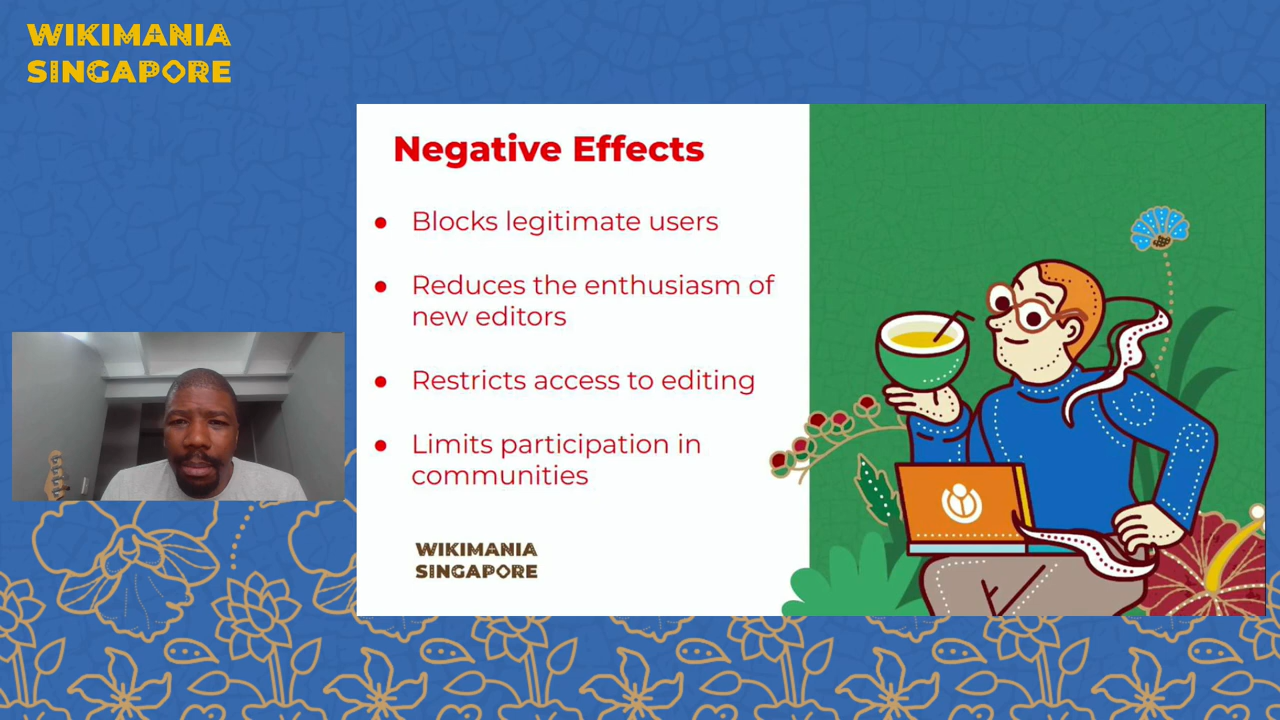 WIKIMANIA
SINGAPORE
Negative Effects
● Blocks legitimate users
● Reduces the enthusiasm of
new editors
● Restricts access to editing
● Limits participation in
communities
WIKIMANIA
SINGAPORE